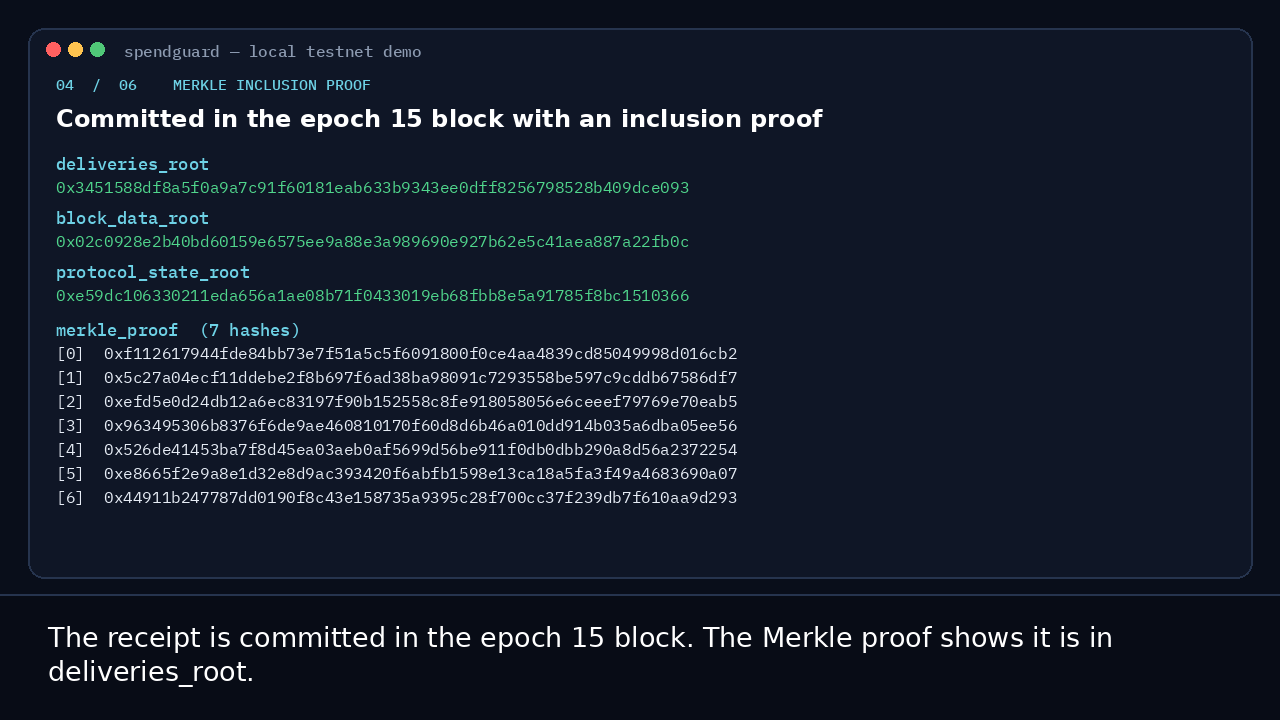 spendguard — local testnet demo
04 / 06 MERKLE INCLUSION PROOF
Committed in the epoch 15 block with an inclusion proof
deliveries_root
0x3451588df8a5f0a9a7c91f60181eab633b9343ee0dff8256798528b409dce093
block_data_root
0x02c0928e2b40bd60159e6575ee9a88e3a989690e927b62e5c41aea887a22fb0c
protocol_state_root
0xe59dc106330211eda656a1ae08b71f0433019eb68fbb8e5a91785f8bc1510366
merkle_proof (7 hashes)
[0] 0xf112617944fde84bb73e7f51a5c5f6091800f0ce4aa4839cd85049998d016cb2
[1] 0x5c27a04ecf11ddebe2f8b697f6ad38ba98091c7293558be597c9cddb67586df7
[2] 0xefd5e0d24db12a6ec83197f90b152558c8fe918058056e6ceeef79769e70eab5
[3] 0x963495306b8376f6de9ae460810170f60d8d6b46a010dd914b035a6dba05ee56
[4] 0x526de41453ba7f8d45ea03aeb0af5699d56be911f0db0dbb290a8d56a2372254
[5] 0xe8665f2e9a8e1d32e8d9ac393420f6abfb1598e13ca18a5fa3f49a4683690a07
[6] 0x44911b247787dd0190f8c43e158735a9395c28f700cc37f239db7f610aa9d293
The receipt is committed in the epoch 15 block. The Merkle proof shows it is in
deliveries_root.